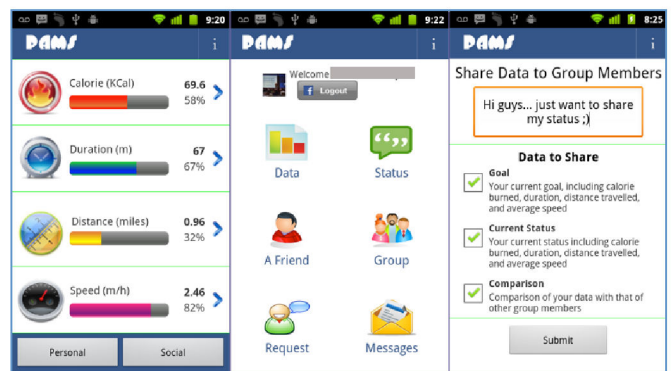 9:20
PAMS
i
Calorie (KCal)
69.6
58%
Duration (m)
67
67%
Distance (miles)
0.96
32%
Speed (m/h)
2.46
82%
Personal
Social
9:22
PAMS
i
Welcome
f Logout
Data
Status
A Friend
Group
Request
Messages
8:25
PAMS
i
Share Data to Group Members
Hi guys... just want to share
my status ;)
Data to Share
Goal
Your current goal, including calorie
burned, duration, distance travelled,
and average speed
Current Status
Your current status including calorie
burned, duration, distance travelled,
and average speed
Comparison
Comparison of your data with that of
other group members
Submit